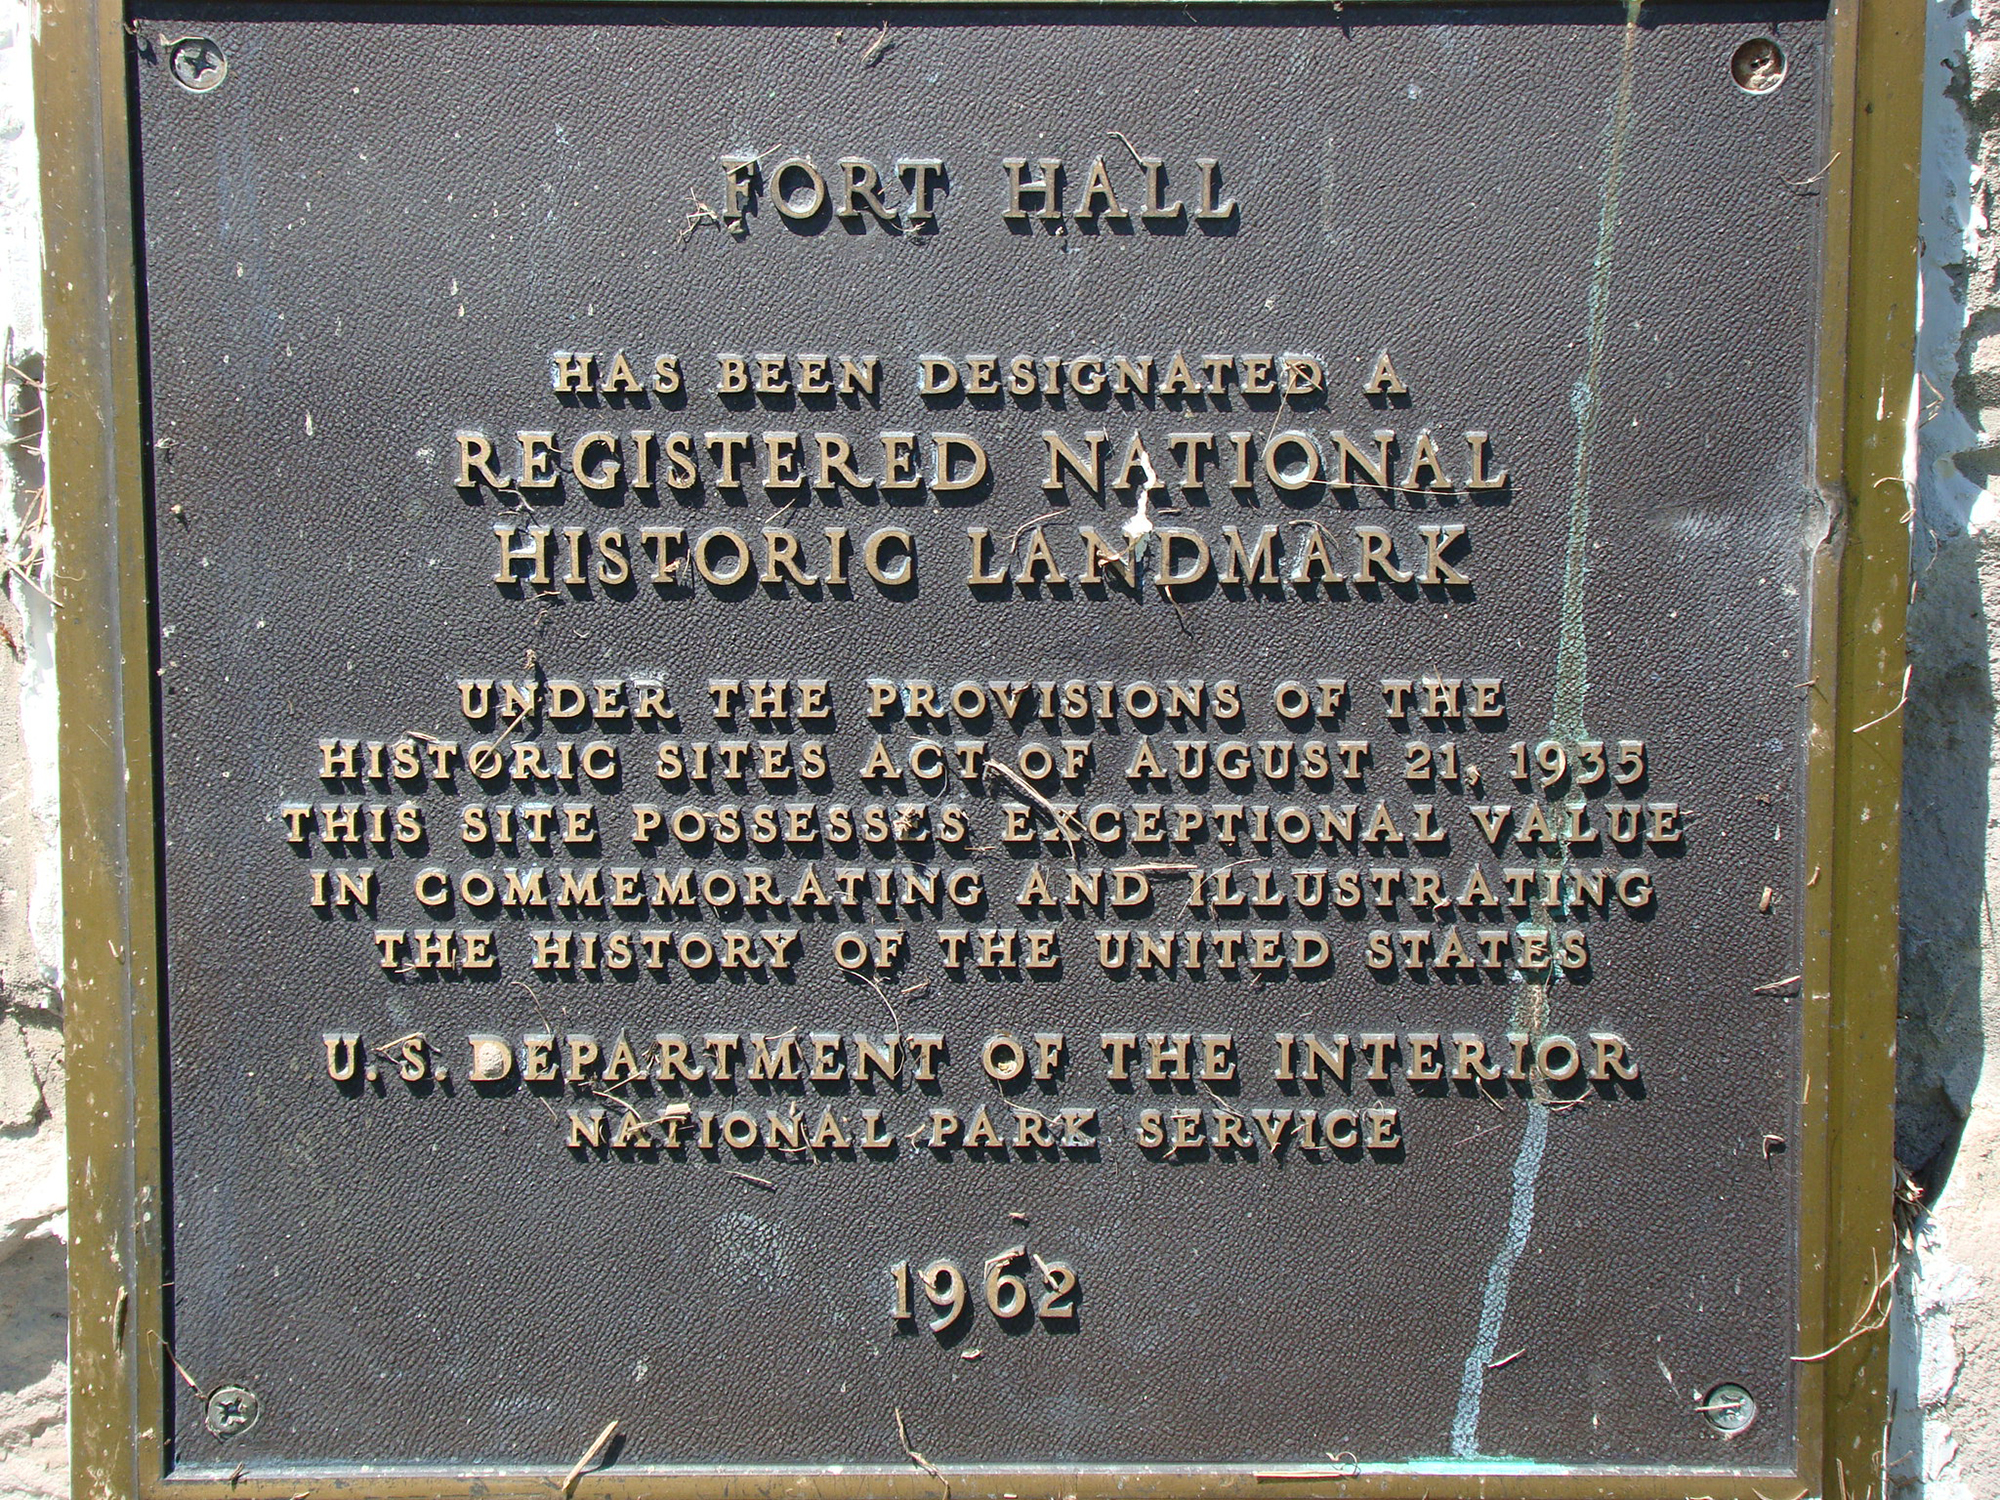 FORT HALL
HAS BEEN DESIGNATED A
REGISTERED NATIONAL
HISTORIC LANDMARK
UNDER THE PROVISIONS OF THE
HISTORIC SITES ACT OF AUGUST 21, 1935
THIS SITE POSSESSES EXCEPTIONAL VALUE
IN COMMEMORATING AND ILLUSTRATING
THE HISTORY OF THE UNITED STATES
U.S. DEPARTMENT OF THE INTERIOR
NATIONAL PARK SERVICE
1962